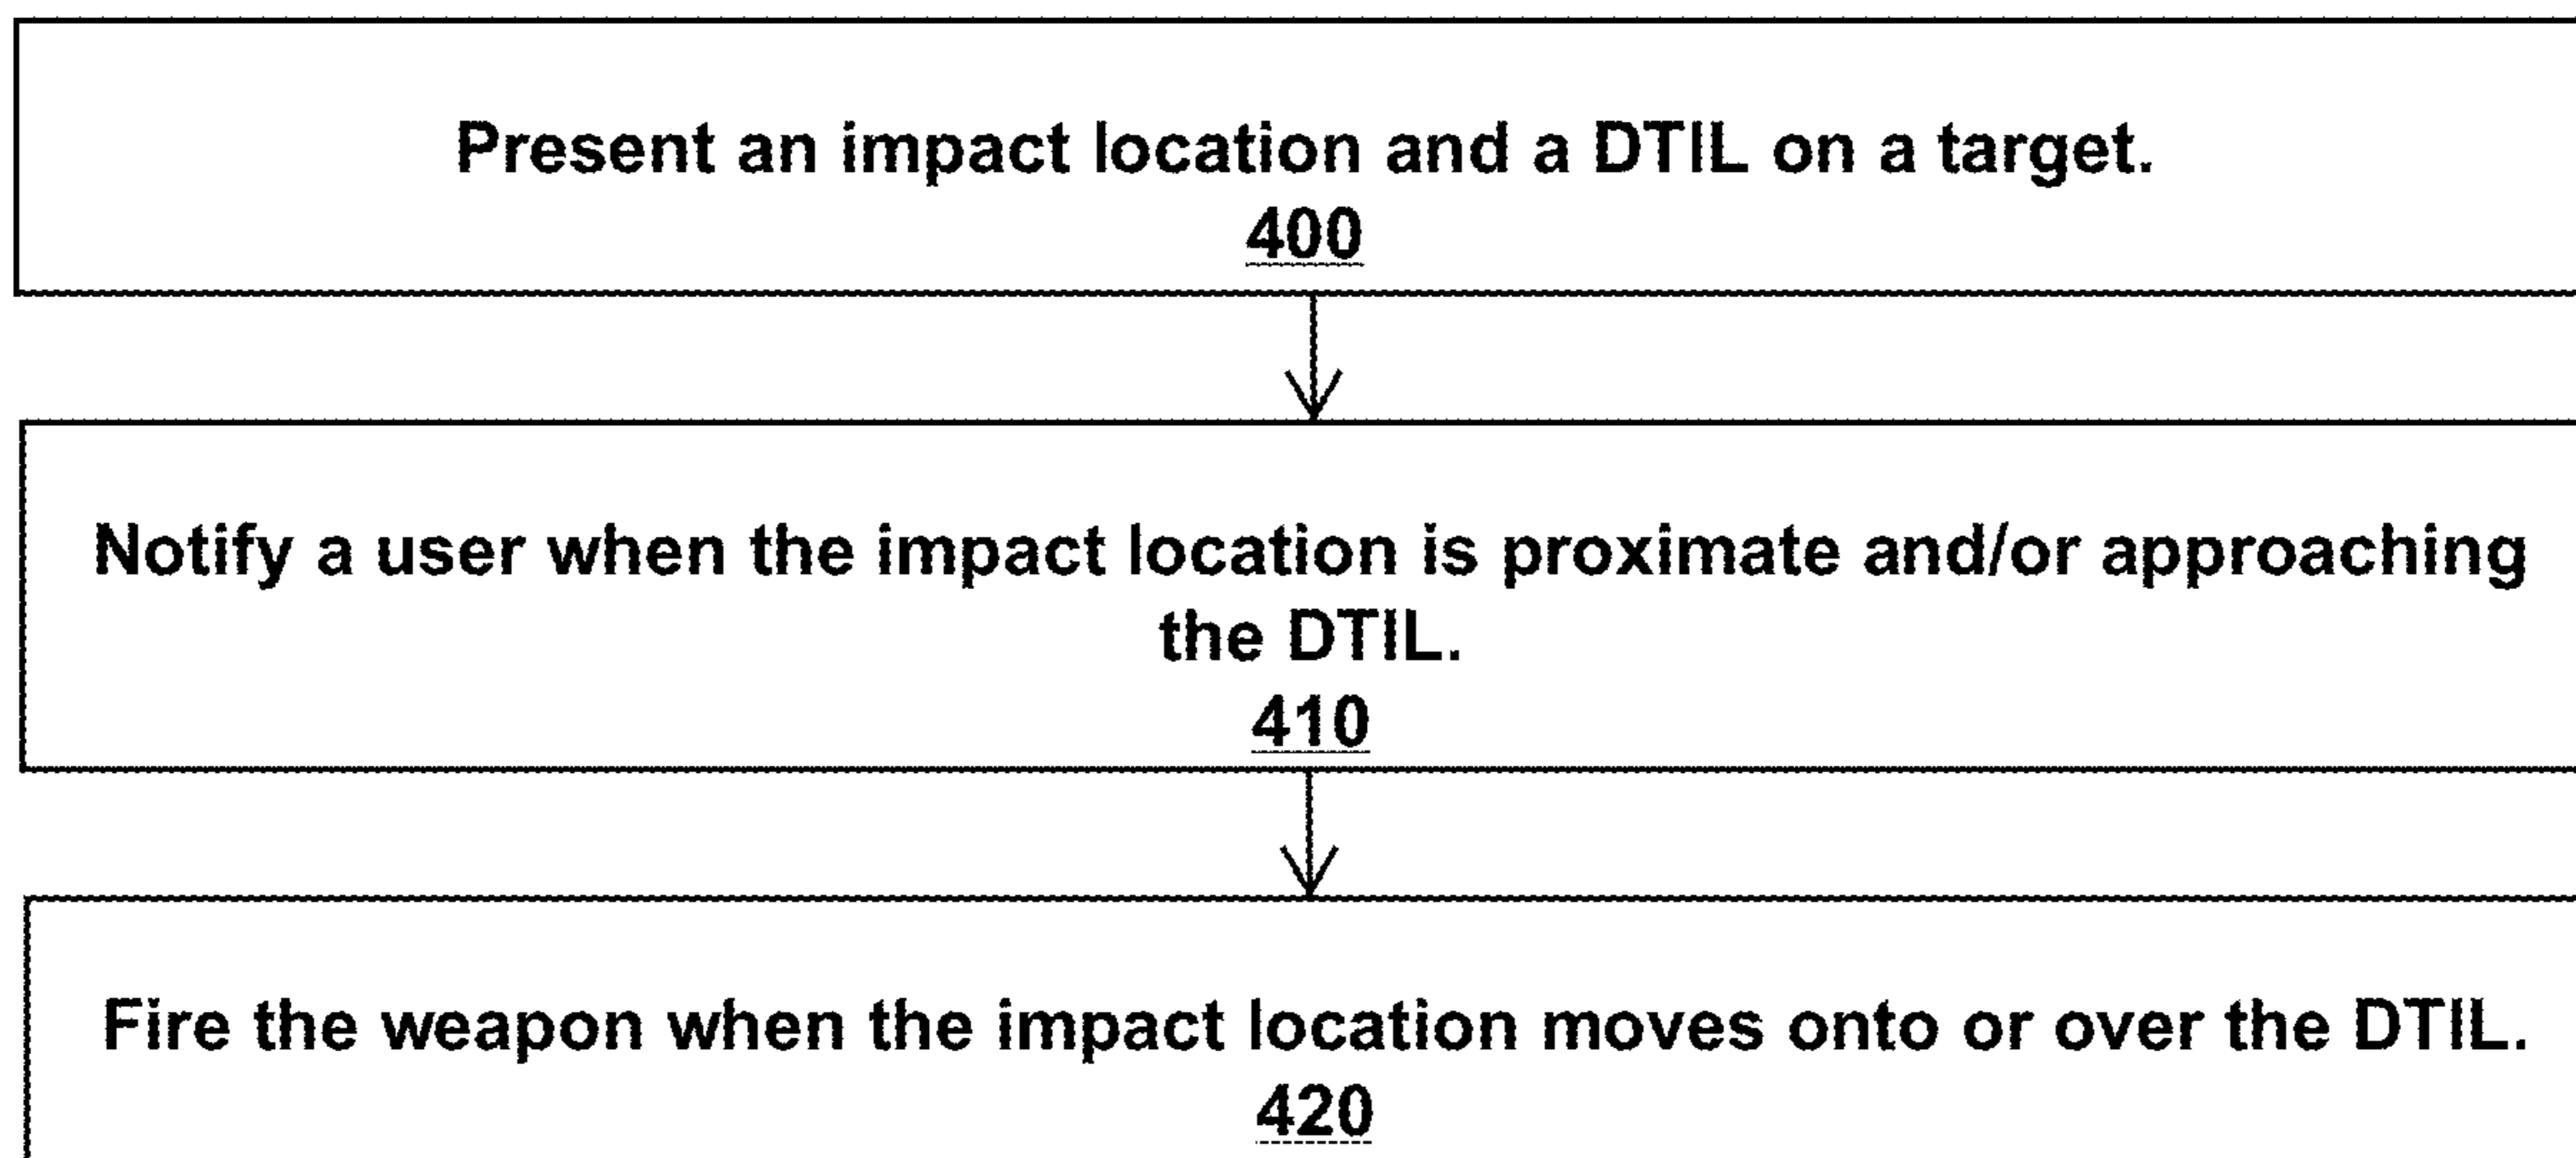 Present an impact location and a DTIL on a target.
400
Notify a user when the impact location is proximate and/or approaching
the DTIL.
410
Fire the weapon when the impact location moves onto or over the DTIL.
420